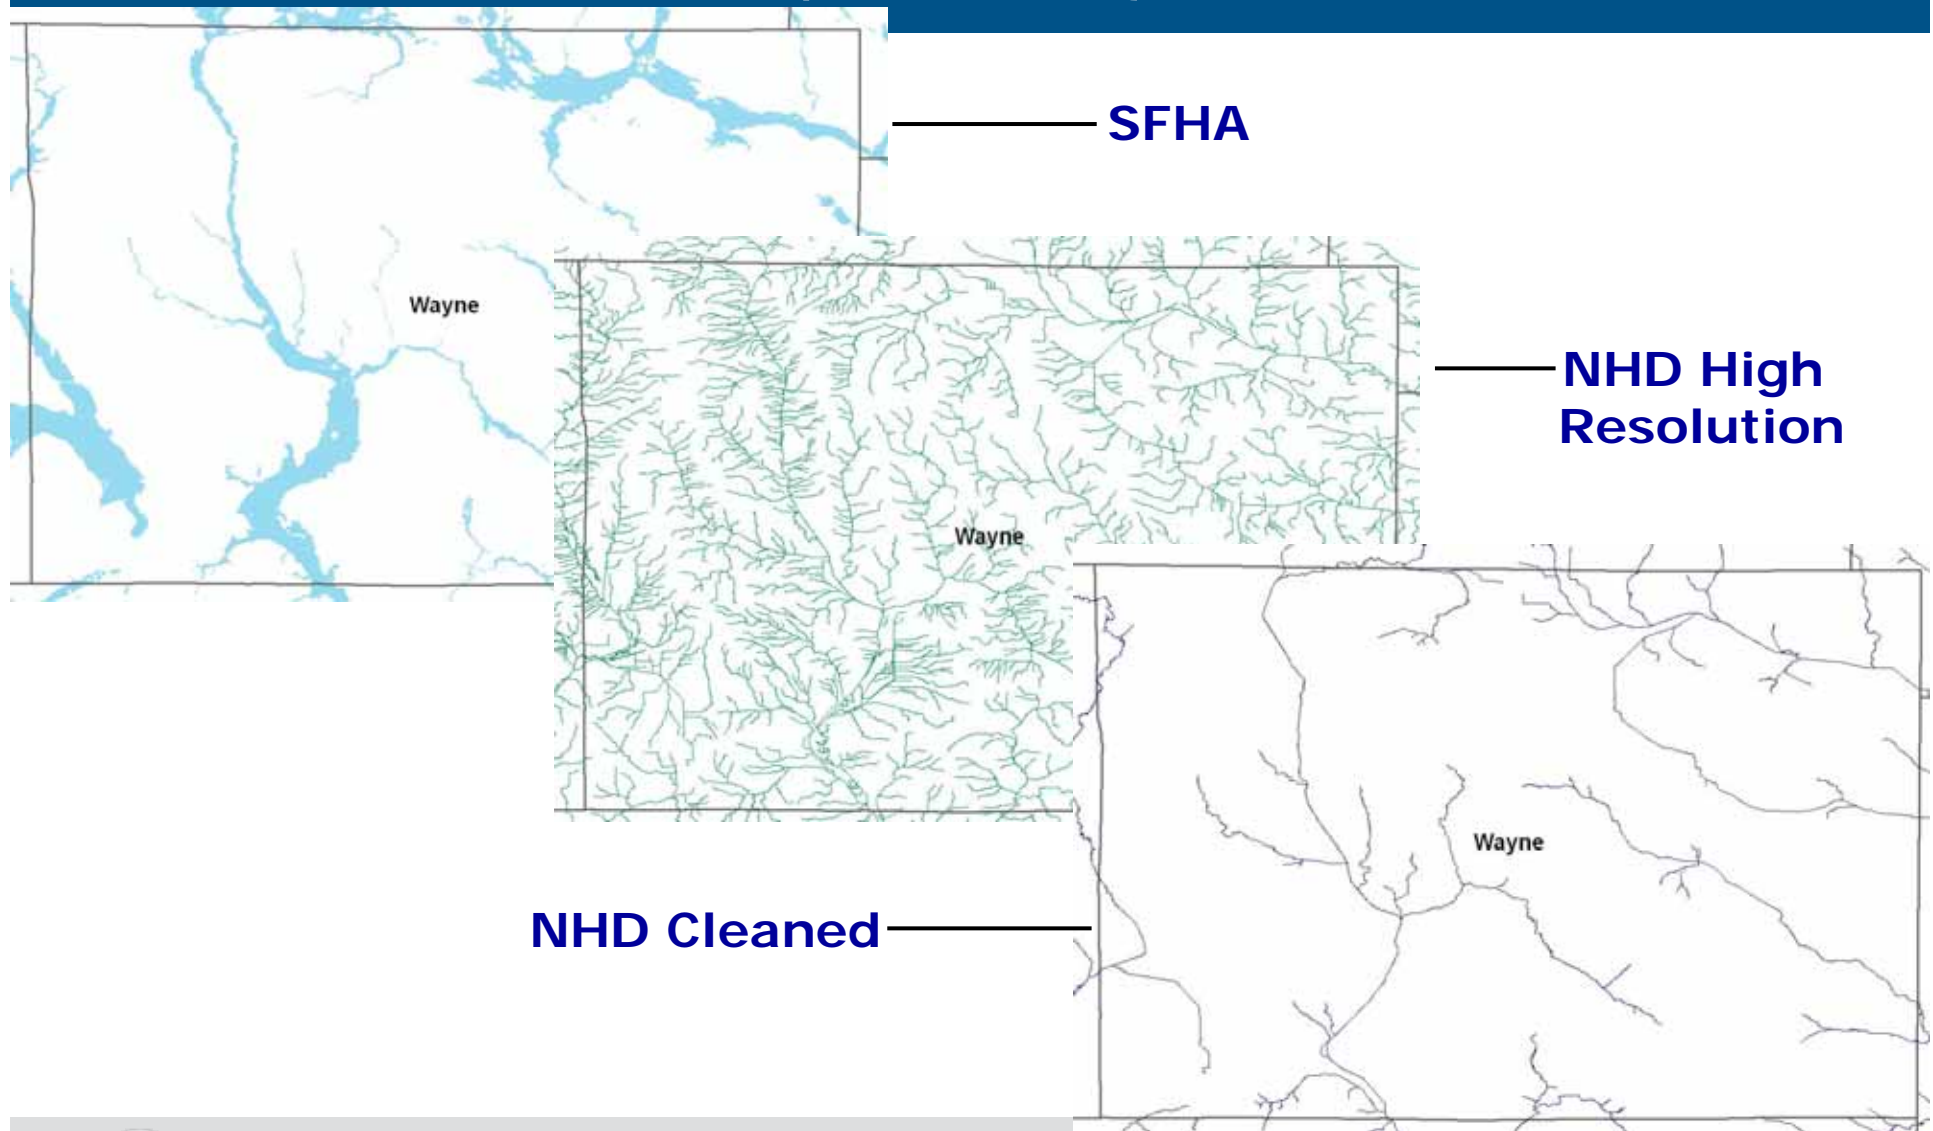 SFHA
Wayne
NHD High
Resolution
Wayne
Wayne
NHD Cleaned